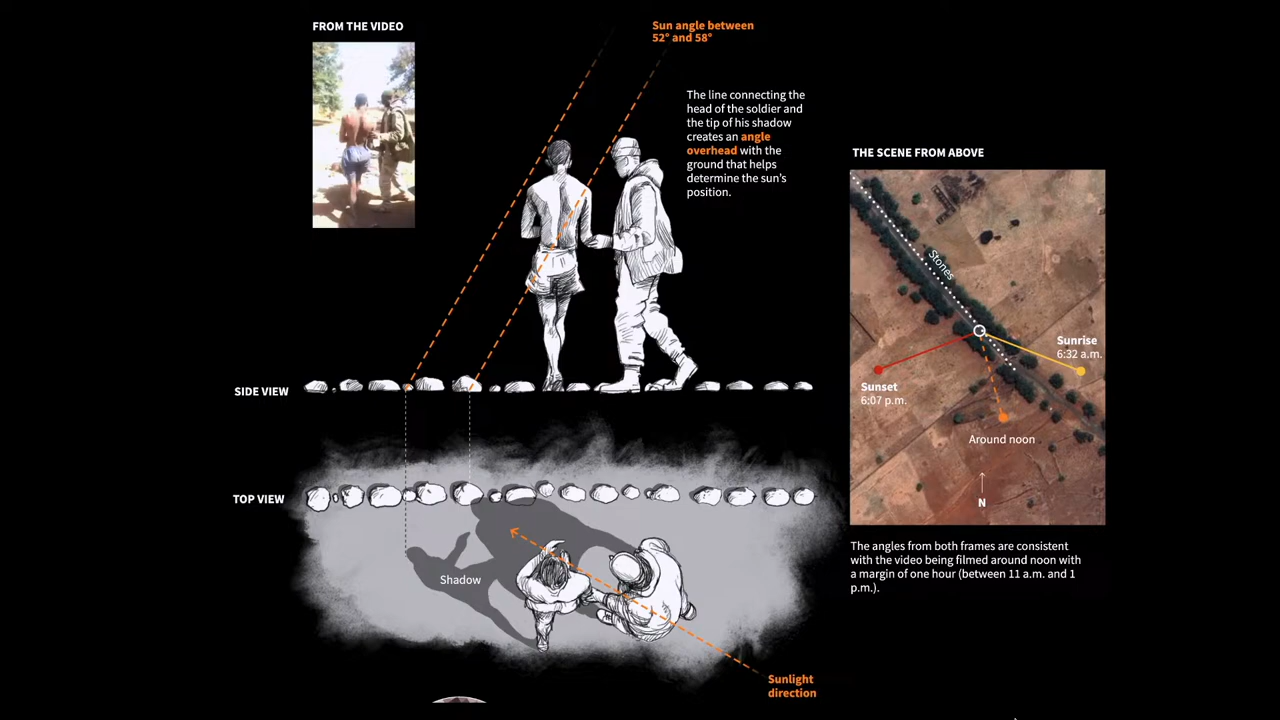 FROM THE VIDEO
Sun angle between
52° and 58°
The line connecting the
head of the soldier and
the tip of his shadow
creates an angle
overhead with the
ground that helps
determine the sun's
position.
THE SCENE FROM ABOVE
Stones
Sunrise
6:32 a.m.
Sunset
6:07 p.m.
Around noon
N
The angles from both frames are consistent
with the video being filmed around noon with
a margin of one hour (between 11 a.m. and 1
p.m.).
SIDE VIEW
TOP VIEW
Shadow
Sunlight
direction